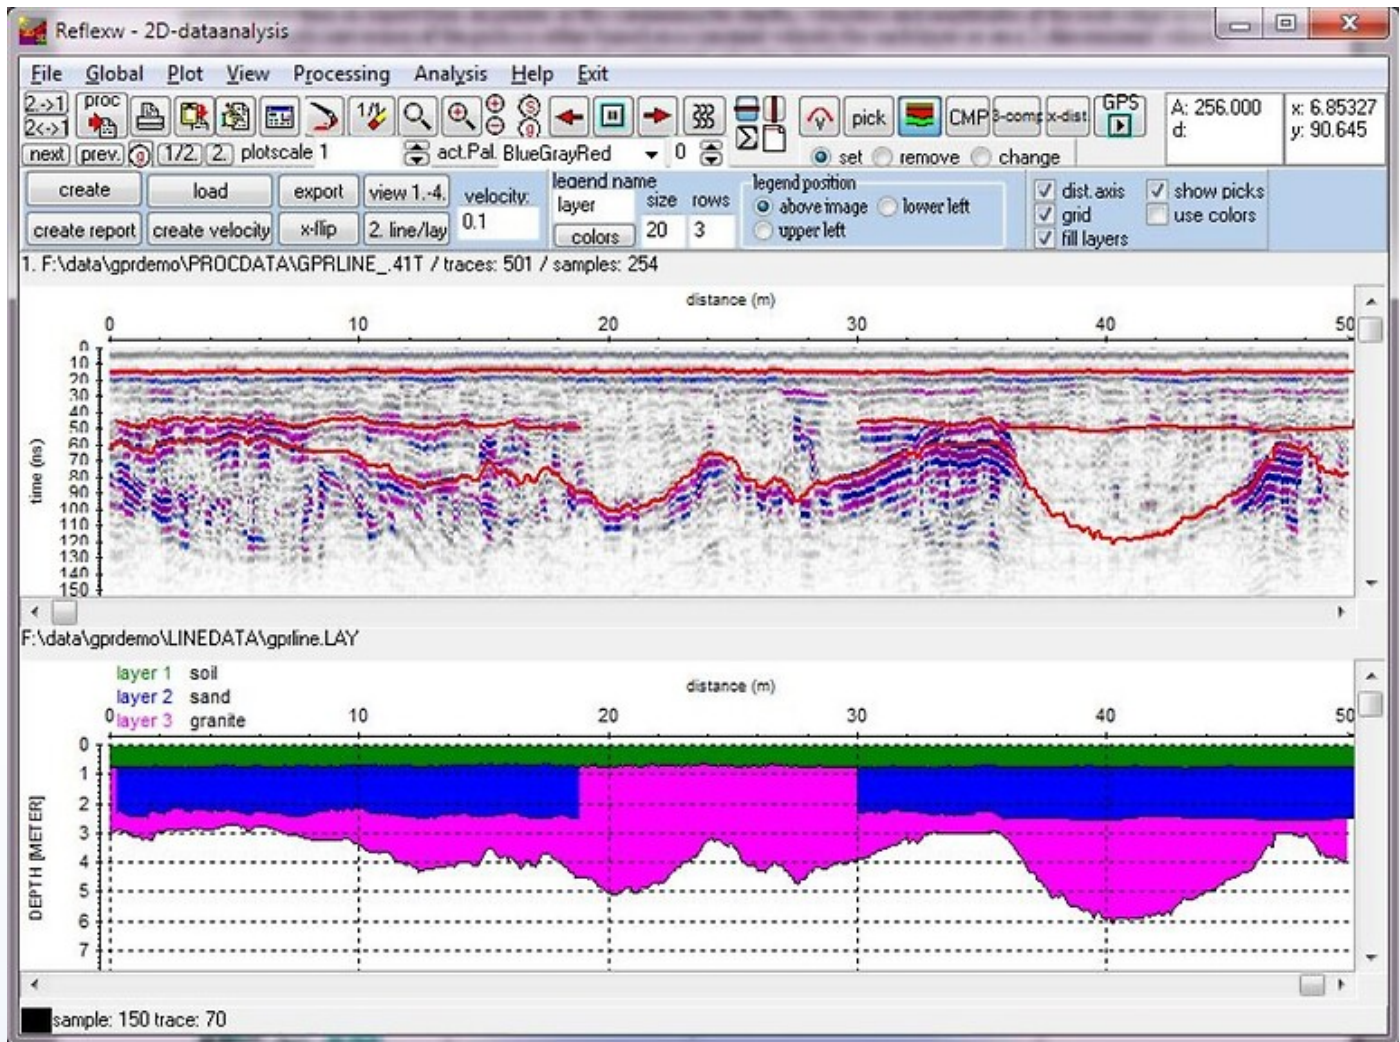 Reflexw - 2D-dataanalysis
File Global Plot View Processing Analysis Help Exit
2.->1 proc 1/1 pick CMP 3-comp x-dist. GPS A: 256.000 x: 6.85327
2<->1 d: y: 90.645
next prev. g 1/2. 2. plotscale 1 act.Pal. BlueGrayRed 0 set remove change
create load export view 1.-4. velocity: legend name size rows legend position dist.axis show picks
layer above image lower left grid use colors
create report create velocity x-flip 2. line/lay 0.1 colors 20 3 upper left fill layers
1. F:\data\gprdemo\PROCDATA\GPRLINE_.41T / traces: 501 / samples: 254
distance (m)
0 10 20 30 40 50
0
10
20
30
40
50
60
70
80
90
100
110
120
130
140
150
time (ns)
F:\data\gprdemo\LINEDATA\gprline.LAY
layer 1 soil
layer 2 sand
layer 3 granite
distance (m)
0 10 20 30 40 50
0
1
2
3
4
5
6
7
DEPTH [METER]
sample: 150 trace: 70